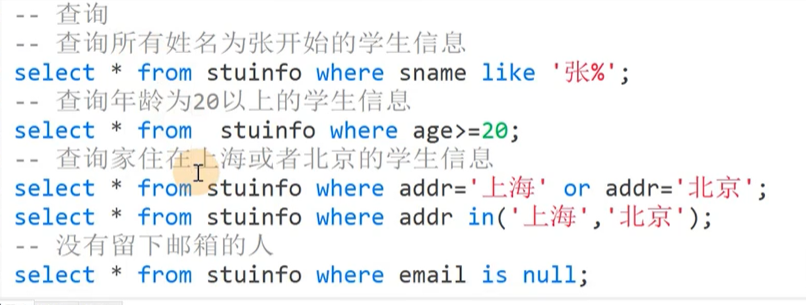 -- 查询
-- 查询所有姓名为张开始的学生信息
select * from stuinfo where sname like '张%';
-- 查询年龄为20以上的学生信息
select * from  stuinfo where age>=20;
-- 查询家住在上海或者北京的学生信息
select * from stuinfo where addr='上海' or addr='北京';
select * from stuinfo where addr in('上海','北京');
-- 没有留下邮箱的人
select * from stuinfo where email is null;